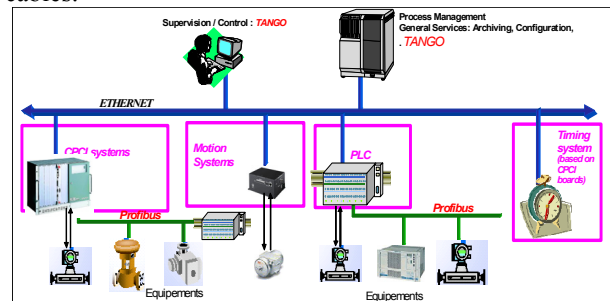 cables.
Supervision / Control : TANGO
Process Management
General Services: Archiving, Configuration,
. TANGO
ETHERNET
CPCI systems
Motion
Systems
PLC
Timing
system
(based on
CPCI
boards)
Profibus
Profibus
Equipements
Equipements